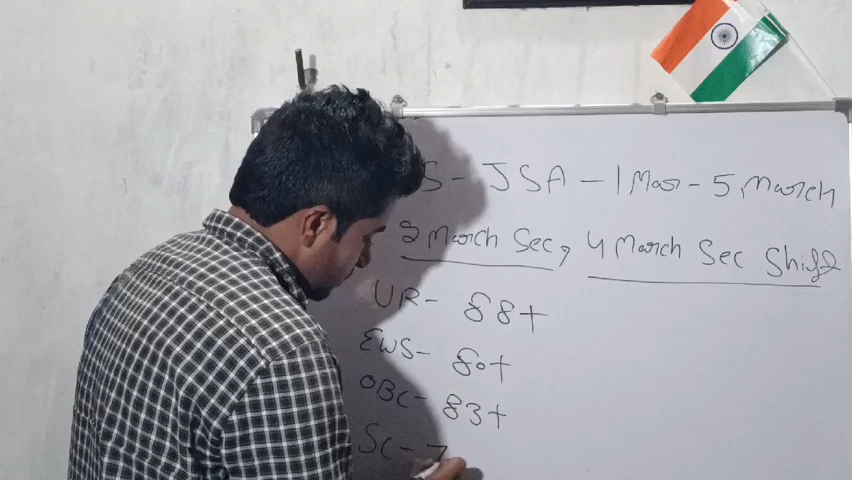 S - JSA - 1 Mar - 5, March
2 March Sec, 4 March Sec Shift
UR - 88+
EWS - 80+
OBC - 83+
SC - 7